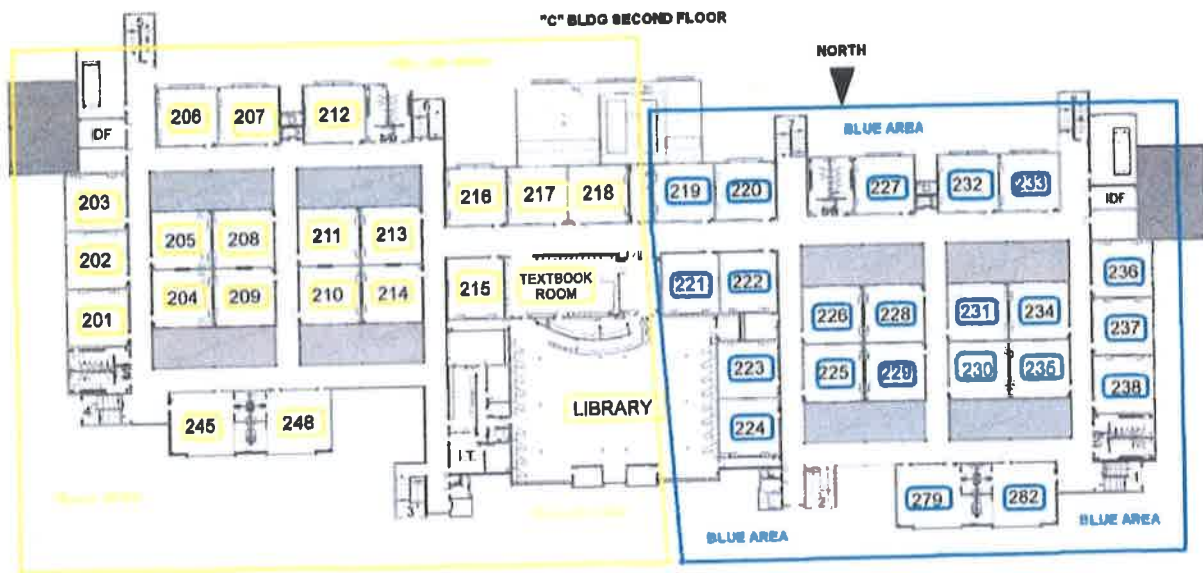 "C" BLDG SECOND FLOOR
NORTH
BLUE AREA
206 207 212
IDF
203
202
201
205 208
204 209
211 213
210 214
216 217 218
215 TEXTBOOK
ROOM
LIBRARY
I.T.
245 248
3
219 220
227 232 233
IDF
221 222
223
224
226 228
225 229
231 234
230 235
236
237
238
279 282
BLUE AREA
BLUE AREA